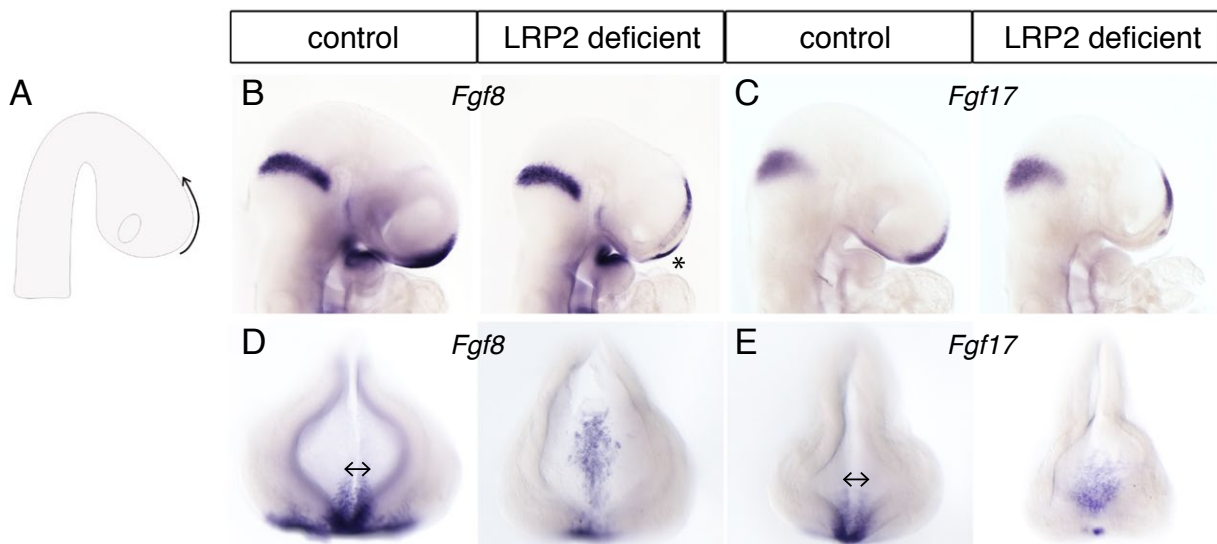 control LRP2 deficient control LRP2 deficient
A B Fgf8 C Fgf17
*
D Fgf8 E Fgf17